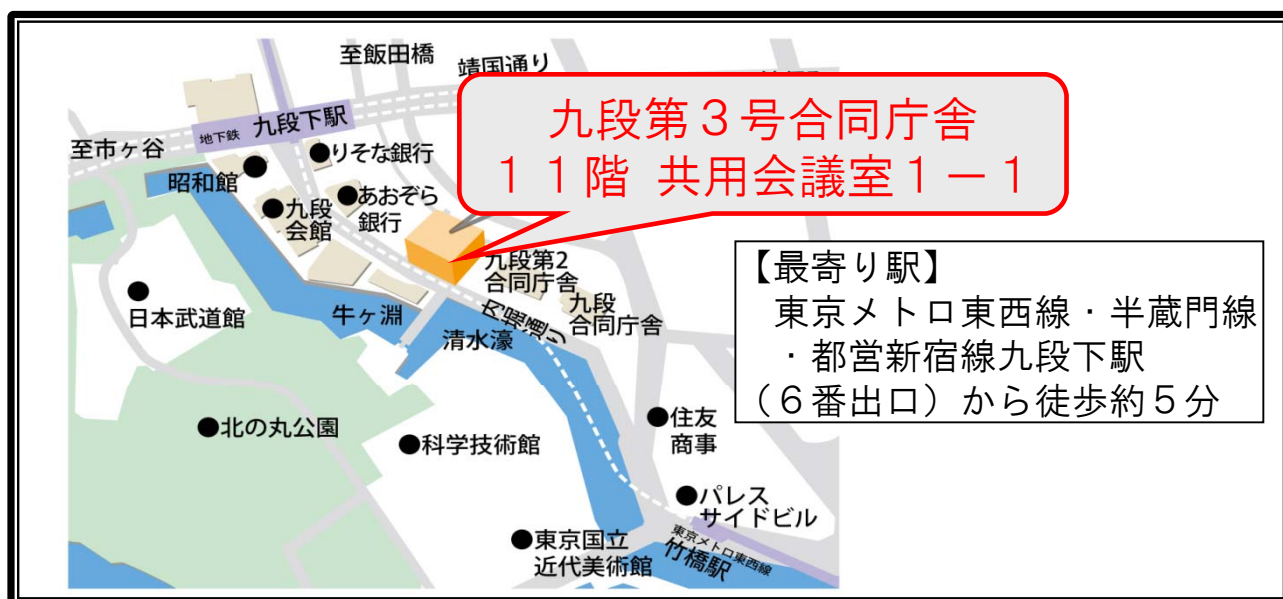 至飯田橋
靖国通り
九段第３号合同庁舎
１１階 共用会議室１－１
地下鉄 九段下駅
至市ヶ谷
りそな銀行
昭和館
あおぞら
銀行
九段
会館
九段第2
合同庁舎
九段
合同庁舎
日本武道館
牛ヶ淵
清水濠
内堀通り
【最寄り駅】
東京メトロ東西線・半蔵門線
・都営新宿線九段下駅
（６番出口）から徒歩約５分
北の丸公園
科学技術館
住友
商事
パレス
サイドビル
東京国立
近代美術館
東京メトロ東西線
竹橋駅